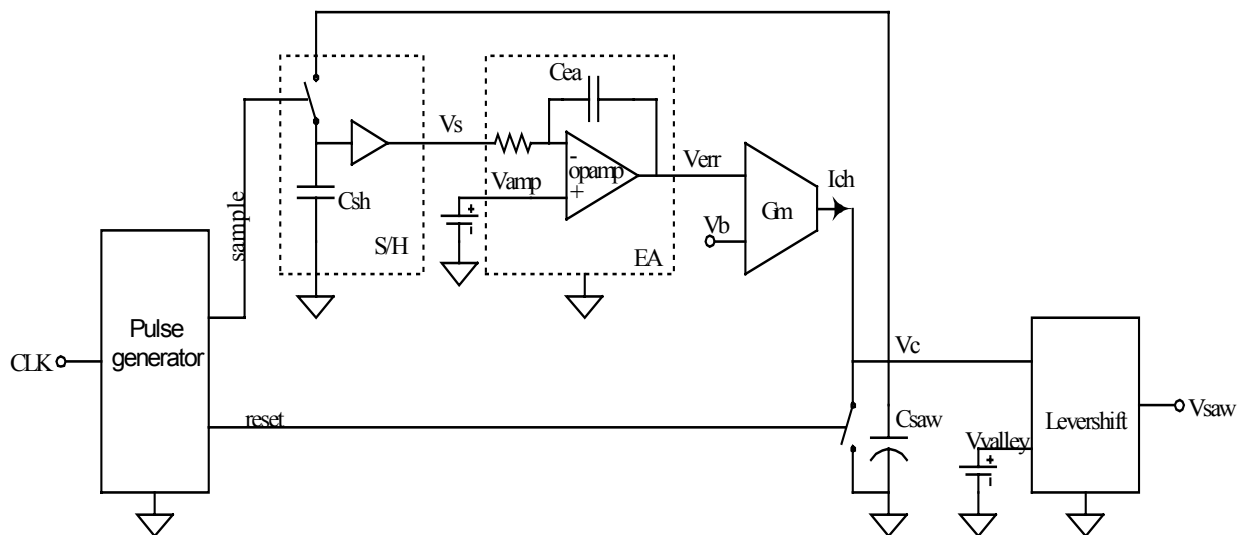 Cea
Vs
Verr
Ich
-
opamp
+
Vamp
Gm
Csh
sample
Vb
S/H
EA
Pulse
generator
CLK
Vc
Vsaw
reset
Csaw
Vvalley
Levershift